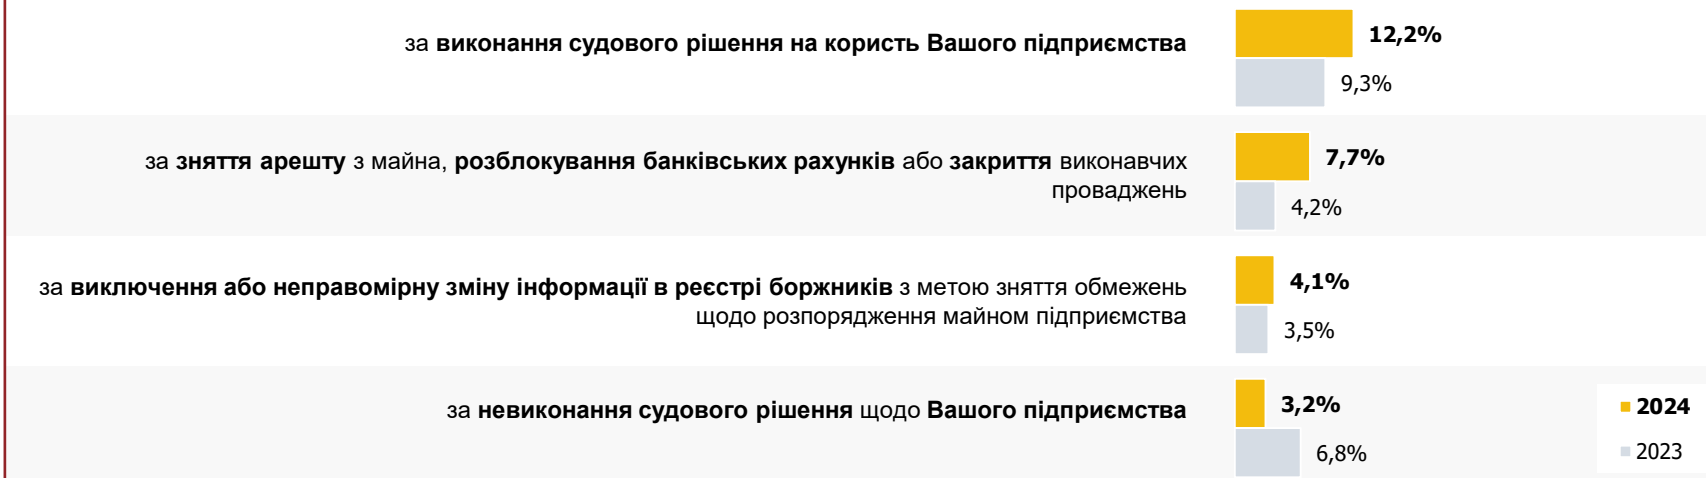 за виконання судового рішення на користь Вашого підприємства
12,2%
9,3%
за зняття арешту з майна, розблокування банківських рахунків або закриття виконавчих
проваджень
7,7%
4,2%
за виключення або неправомірну зміну інформації в реєстрі боржників з метою зняття обмежень
щодо розпорядження майном підприємства
4,1%
3,5%
за невиконання судового рішення щодо Вашого підприємства
3,2%
6,8%
2024
2023